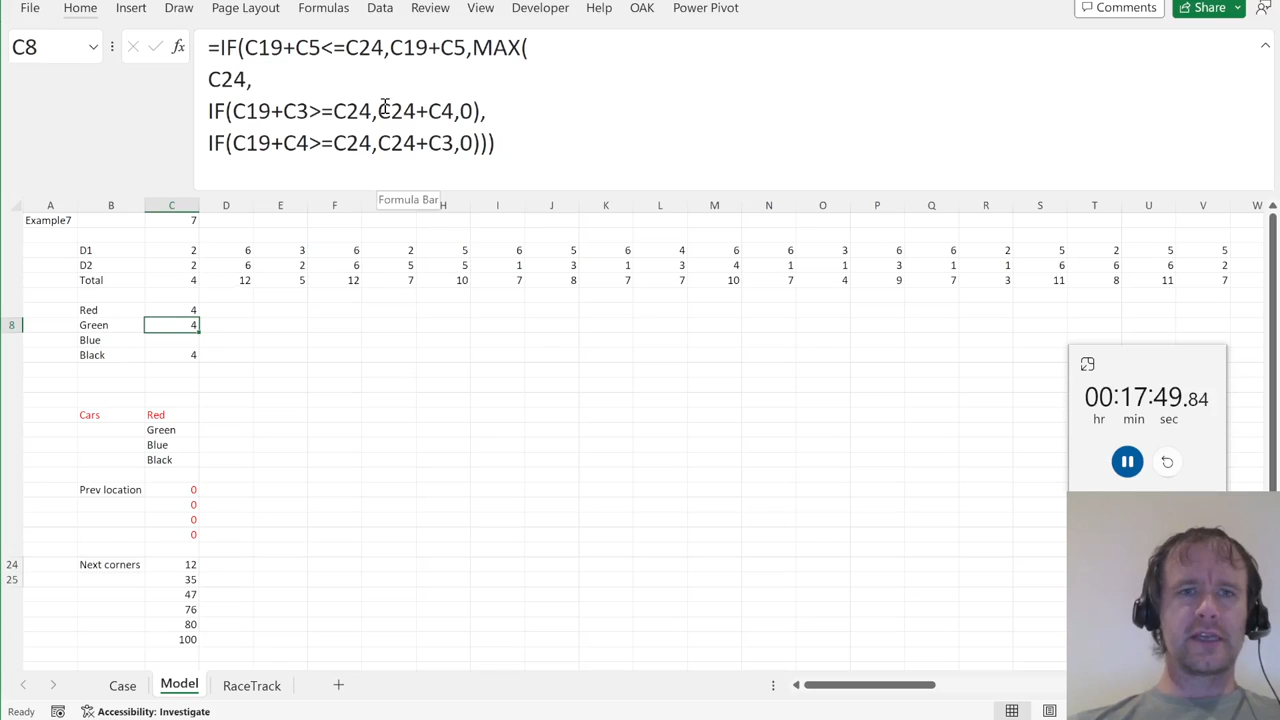 File Home Insert Draw Page Layout Formulas Data Review View Developer Help OAK Power Pivot Comments Share
C8 fx =IF(C19+C5<=C24,C19+C5,MAX(
C24,
IF(C19+C3>=C24,C24+C4,0),
IF(C19+C4>=C24,C24+C3,0)))
Formula Bar
A B C D E F H I J K L M N O P Q R S T U V W
Example7 7
D1 2 6 3 6 2 5 6 5 6 4 6 6 3 6 6 2 5 2 5 5
D2 2 6 2 6 5 5 1 3 1 3 4 1 1 3 1 1 6 6 6 2
Total 4 12 5 12 7 10 7 8 7 7 10 7 4 9 7 3 11 8 11 7
Red 4
8 Green 4
Blue
Black 4
Cars Red
Green
Blue
Black
Prev location 0
0
0
0
24 Next corners 12
25 35
47
76
80
100
00:17:49.84
hr min sec
Case Model RaceTrack
Ready Accessibility: Investigate